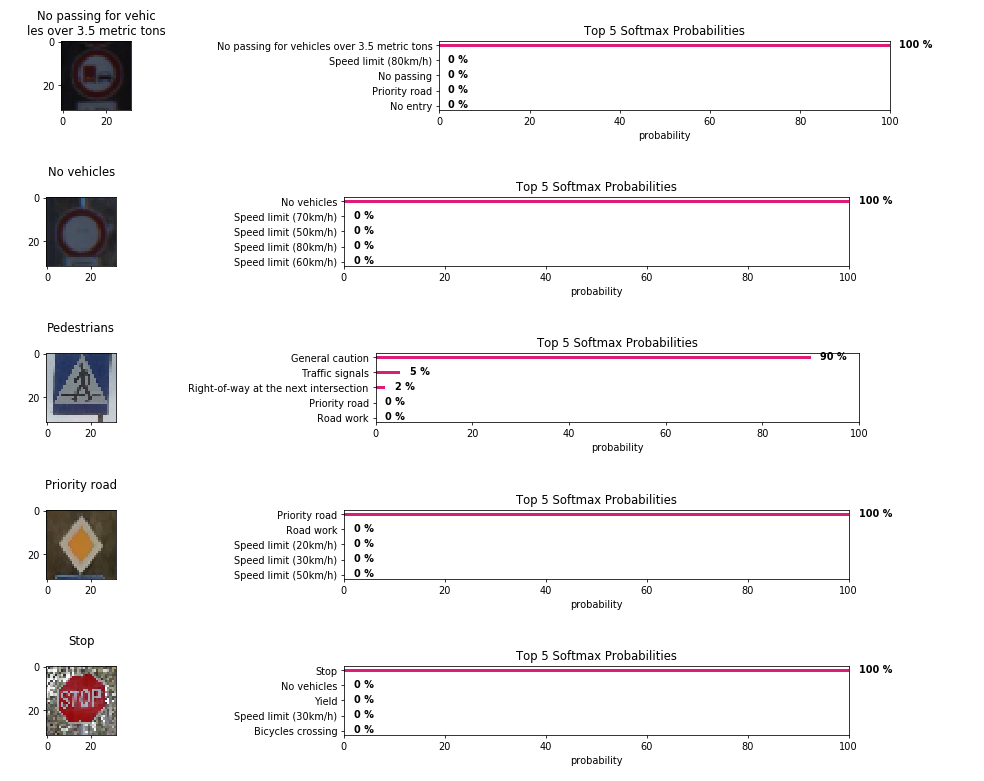 No passing for vehic
les over 3.5 metric tons
0
20
0 20
Top 5 Softmax Probabilities
No passing for vehicles over 3.5 metric tons 100 %
Speed limit (80km/h) 0 %
No passing 0 %
Priority road 0 %
No entry 0 %
0 20 40 60 80 100
probability
No vehicles
0
20
0 20
Top 5 Softmax Probabilities
No vehicles 100 %
Speed limit (70km/h) 0 %
Speed limit (50km/h) 0 %
Speed limit (80km/h) 0 %
Speed limit (60km/h) 0 %
0 20 40 60 80 100
probability
Pedestrians
0
20
0 20
Top 5 Softmax Probabilities
General caution 90 %
Traffic signals 5 %
Right-of-way at the next intersection 2 %
Priority road 0 %
Road work 0 %
0 20 40 60 80 100
probability
Priority road
0
20
0 20
Top 5 Softmax Probabilities
Priority road 100 %
Road work 0 %
Speed limit (20km/h) 0 %
Speed limit (30km/h) 0 %
Speed limit (50km/h) 0 %
0 20 40 60 80 100
probability
Stop
0
20
0 20
STOP
Top 5 Softmax Probabilities
Stop 100 %
No vehicles 0 %
Yield 0 %
Speed limit (30km/h) 0 %
Bicycles crossing 0 %
0 20 40 60 80 100
probability